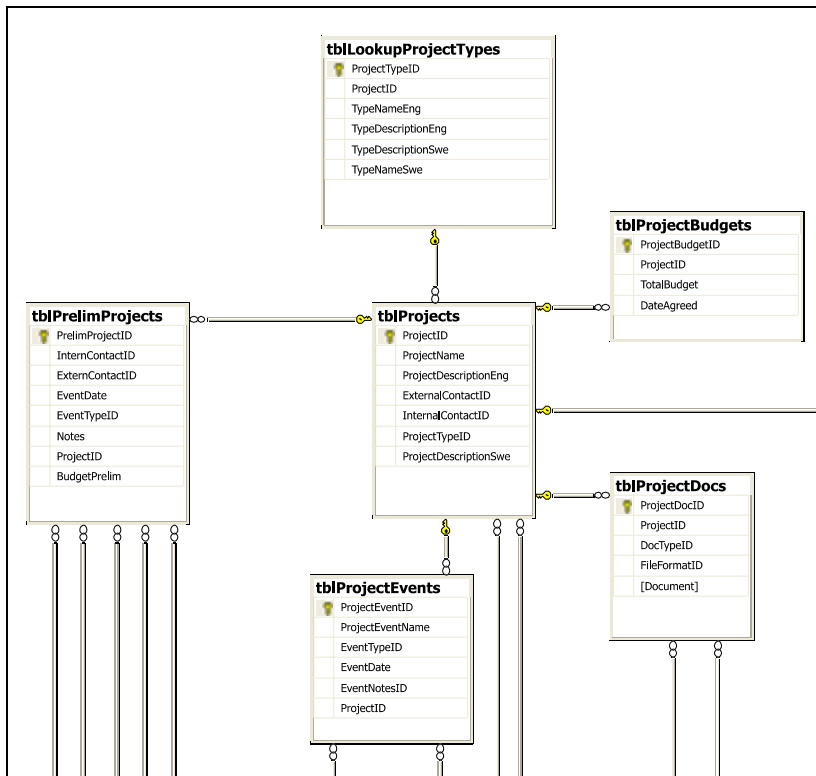 tblLookupProjectTypes
ProjectTypeID
ProjectID
TypeNameEng
TypeDescriptionEng
TypeDescriptionSwe
TypeNameSwe
tblProjectBudgets
ProjectBudgetID
ProjectID
TotalBudget
DateAgreed
tblPrelimProjects
PrelimProjectID
InternContactID
ExternContactID
EventDate
EventTypeID
Notes
ProjectID
BudgetPrelim
tblProjects
ProjectID
ProjectName
ProjectDescriptionEng
ExternalContactID
InternalContactID
ProjectTypeID
ProjectDescriptionSwe
tblProjectDocs
ProjectDocID
ProjectID
DocTypeID
FileFormatID
[Document]
tblProjectEvents
ProjectEventID
ProjectEventName
EventTypeID
EventDate
EventNotesID
ProjectID